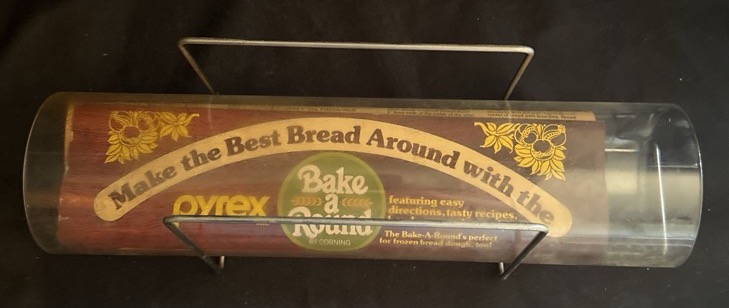 Make the Best Bread Around with the
Bake
a
Round
BY CORNING
pyrex
featuring easy
directions, tasty recipes,
The Bake-A-Round's perfect
for frozen bread dough, too!